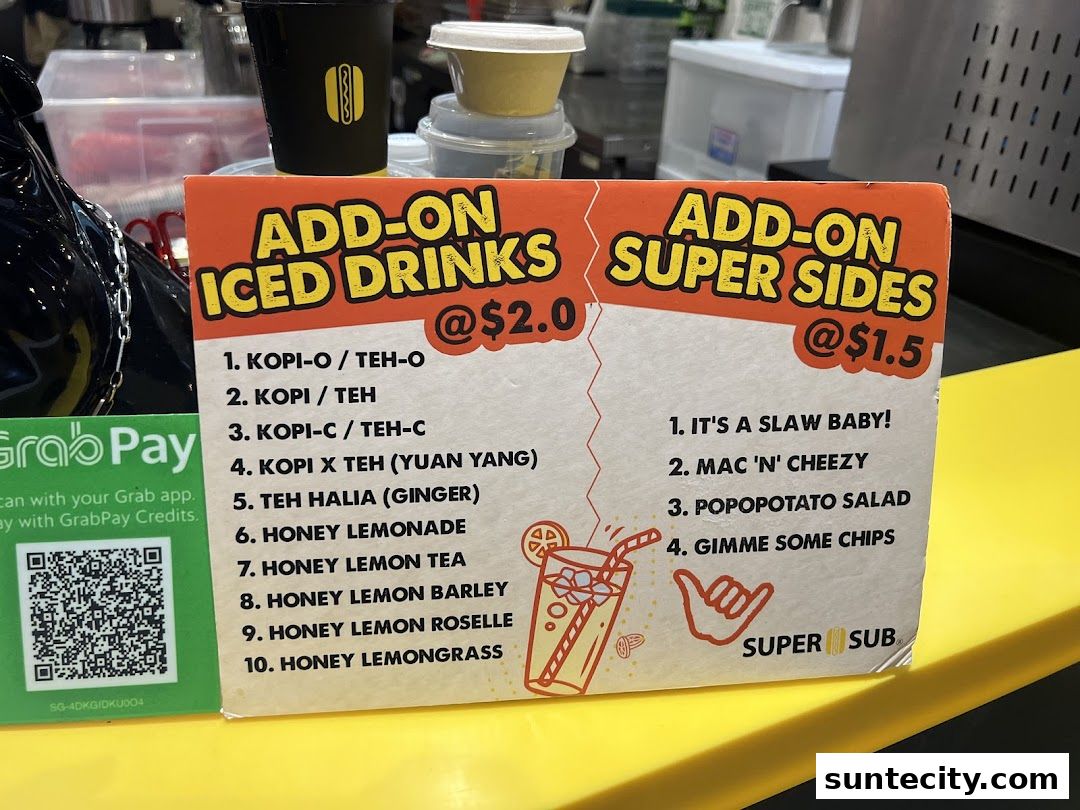 ADD-ON
ICED DRINKS
@$2.0
1. KOPI-O / TEH-O
2. KOPI / TEH
3. KOPI-C / TEH-C
4. KOPI X TEH (YUAN YANG)
5. TEH HALIA (GINGER)
6. HONEY LEMONADE
7. HONEY LEMON TEA
8. HONEY LEMON BARLEY
9. HONEY LEMON ROSELLE
10. HONEY LEMONGRASS
ADD-ON
SUPER SIDES
@$1.5
1. IT'S A SLAW BABY!
2. MAC 'N' CHEEZY
3. POPOPOTATO SALAD
4. GIMME SOME CHIPS
SUPER SUB®
GrabPay
can with your Grab app.
ay with GrabPay Credits.
SG-4DKGIDKU0O4
suntecity.com